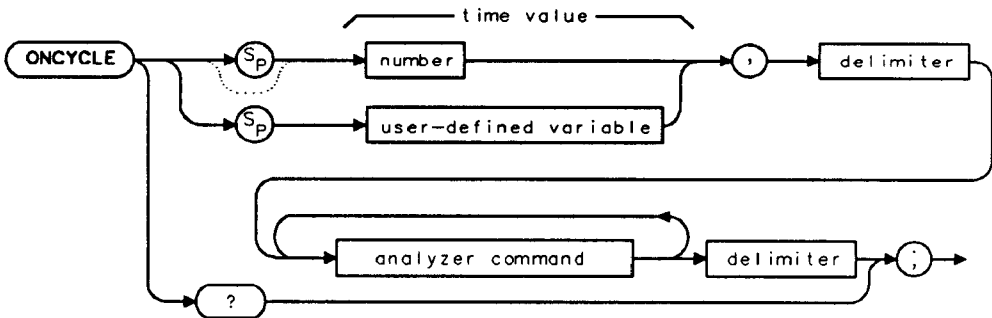 time value
ONCYCLE
Sp
number
,
delimiter
Sp
user-defined variable
analyzer command
delimiter
;
?